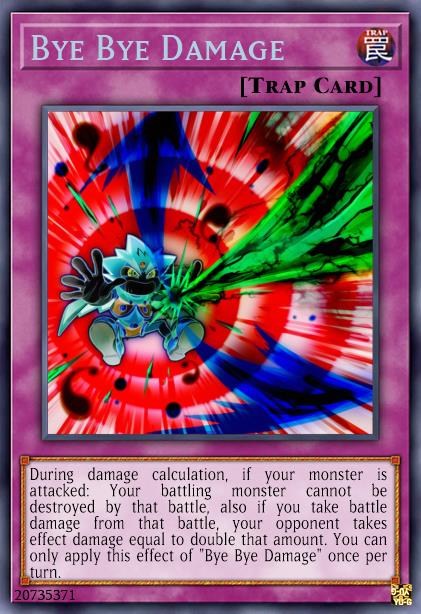 Bye Bye Damage
TRAP
罠
[Trap Card]
During damage calculation, if your monster is
attacked: Your battling monster cannot be
destroyed by that battle, also if you take battle
damage from that battle, your opponent takes
effect damage equal to double that amount. You can
only apply this effect of "Bye Bye Damage" once per
turn.
20735371